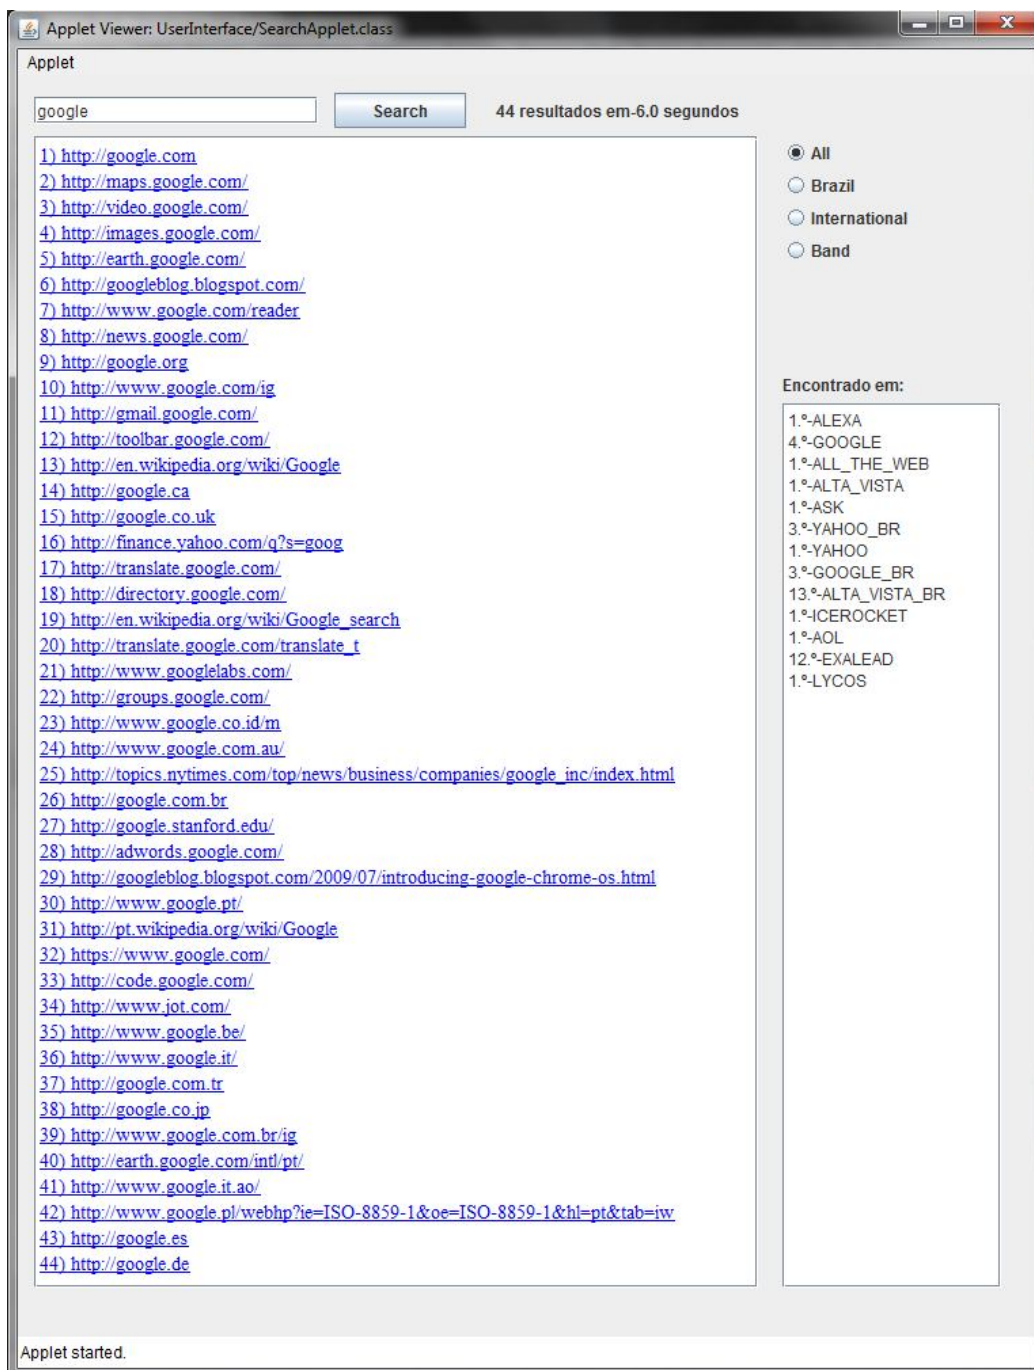 Applet Viewer: UserInterface/SearchApplet.class
Applet
google
Search
44 resultados em-6.0 segundos
1) http://google.com
2) http://maps.google.com/
3) http://video.google.com/
4) http://images.google.com/
5) http://earth.google.com/
6) http://googleblog.blogspot.com/
7) http://www.google.com/reader
8) http://news.google.com/
9) http://google.org
10) http://www.google.com/ig
11) http://gmail.google.com/
12) http://toolbar.google.com/
13) http://en.wikipedia.org/wiki/Google
14) http://google.ca
15) http://google.co.uk
16) http://finance.yahoo.com/q?s=goog
17) http://translate.google.com/
18) http://directory.google.com/
19) http://en.wikipedia.org/wiki/Google_search
20) http://translate.google.com/translate_t
21) http://www.googlelabs.com/
22) http://groups.google.com/
23) http://www.google.co.id/m
24) http://www.google.com.au/
25) http://topics.nytimes.com/top/news/business/companies/google_inc/index.html
26) http://google.com.br
27) http://google.stanford.edu/
28) http://adwords.google.com/
29) http://googleblog.blogspot.com/2009/07/introducing-google-chrome-os.html
30) http://www.google.pt/
31) http://pt.wikipedia.org/wiki/Google
32) https://www.google.com/
33) http://code.google.com/
34) http://www.jot.com/
35) http://www.google.be/
36) http://www.google.it/
37) http://google.com.tr
38) http://google.co.jp
39) http://www.google.com.br/ig
40) http://earth.google.com/intl/pt/
41) http://www.google.it.ao/
42) http://www.google.pl/webhp?ie=ISO-8859-1&oe=ISO-8859-1&hl=pt&tab=iw
43) http://google.es
44) http://google.de
All
Brazil
International
Band
Encontrado em:
1.º-ALEXA
4.º-GOOGLE
1.º-ALL_THE_WEB
1.º-ALTA_VISTA
1.º-ASK
3.º-YAHOO_BR
1.º-YAHOO
3.º-GOOGLE_BR
13.º-ALTA_VISTA_BR
1.º-ICEROCKET
1.º-AOL
12.º-EXALEAD
1.º-LYCOS
Applet started.